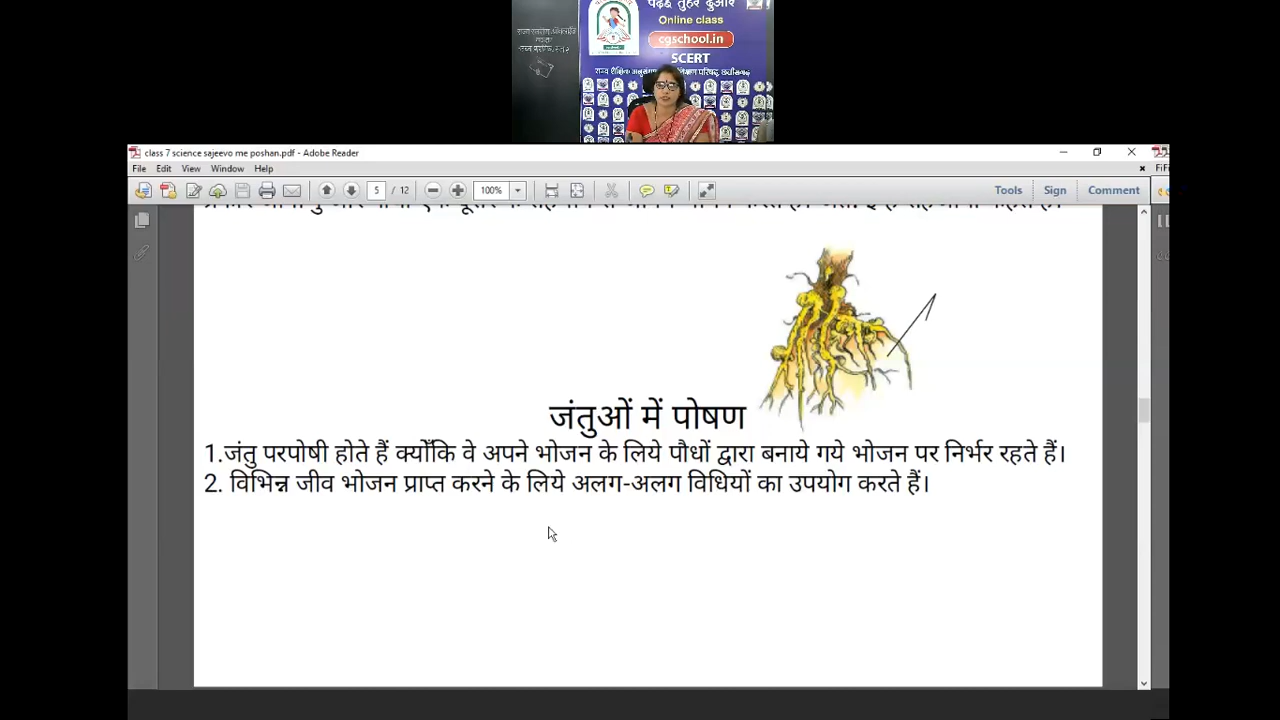 पढ़ई तुंहर दुआर
Online class
cgschool.in
SCERT
class 7 science sajeevo me poshan.pdf - Adobe Reader
File Edit View Window Help
5 / 12 100% Tools Sign Comment
जंतुओं में पोषण
1.जंतु परपोषी होते हैं क्योंकि वे अपने भोजन के लिये पौधों द्वारा बनाये गये भोजन पर निर्भर रहते हैं।
2. विभिन्न जीव भोजन प्राप्त करने के लिये अलग-अलग विधियों का उपयोग करते हैं।